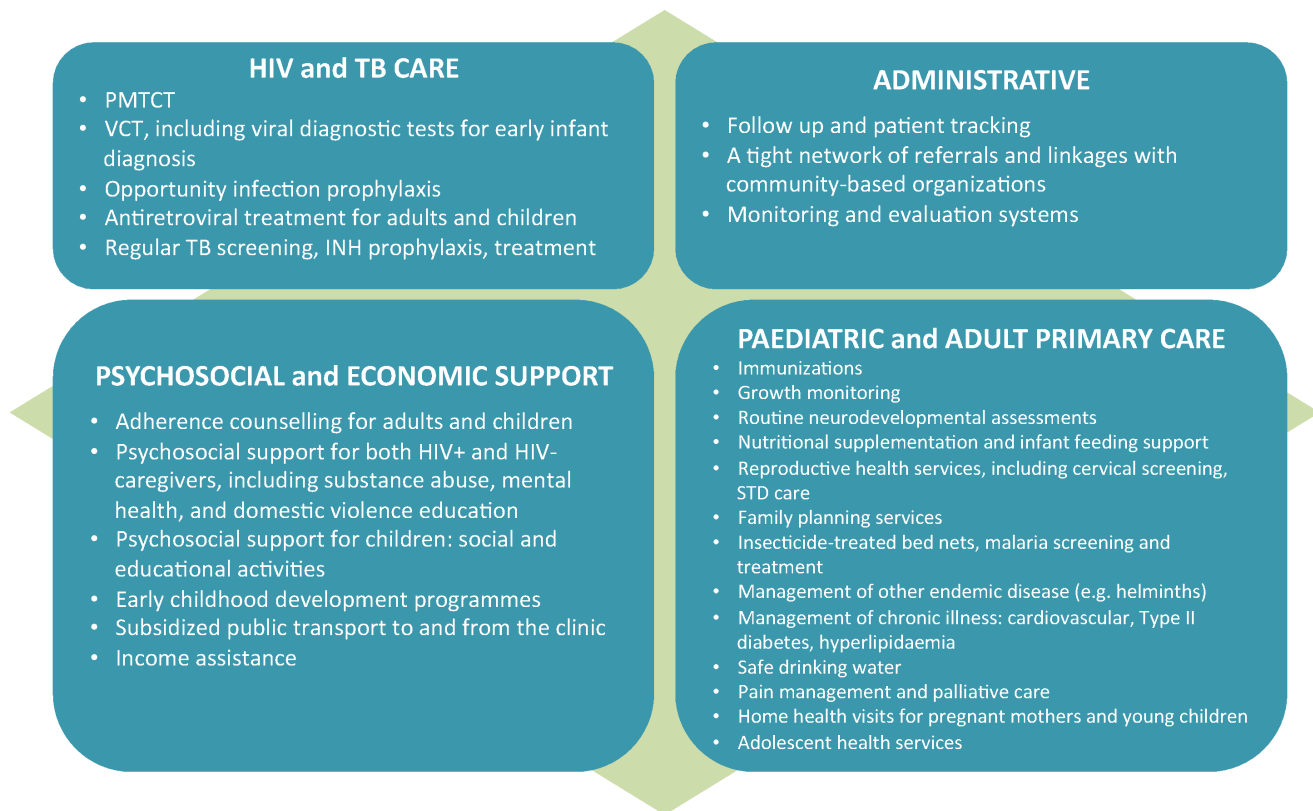 HIV and TB CARE
• PMTCT
• VCT, including viral diagnostic tests for early infant
diagnosis
• Opportunity infection prophylaxis
• Antiretroviral treatment for adults and children
• Regular TB screening, INH prophylaxis, treatment
ADMINISTRATIVE
• Follow up and patient tracking
• A tight network of referrals and linkages with
community-based organizations
• Monitoring and evaluation systems
PSYCHOSOCIAL and ECONOMIC SUPPORT
• Adherence counselling for adults and children
• Psychosocial support for both HIV+ and HIV-
caregivers, including substance abuse, mental
health, and domestic violence education
• Psychosocial support for children: social and
educational activities
• Early childhood development programmes
• Subsidized public transport to and from the clinic
• Income assistance
PAEDIATRIC and ADULT PRIMARY CARE
• Immunizations
• Growth monitoring
• Routine neurodevelopmental assessments
• Nutritional supplementation and infant feeding support
• Reproductive health services, including cervical screening,
STD care
• Family planning services
• Insecticide-treated bed nets, malaria screening and
treatment
• Management of other endemic disease (e.g. helminths)
• Management of chronic illness: cardiovascular, Type II
diabetes, hyperlipidaemia
• Safe drinking water
• Pain management and palliative care
• Home health visits for pregnant mothers and young children
• Adolescent health services